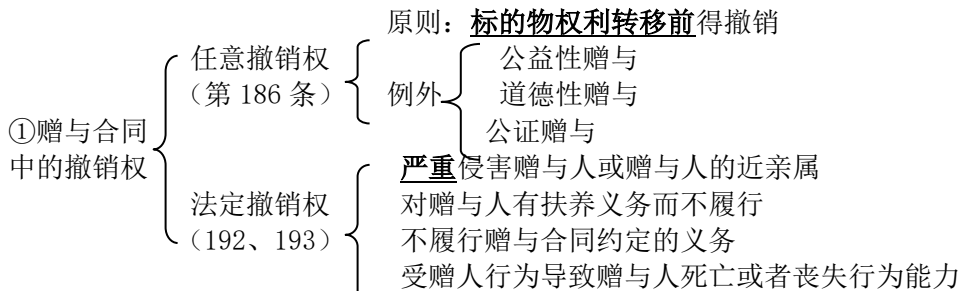 原则：标的物权利转移前得撤销
任意撤销权
（第 186 条）
例外
公益性赠与
道德性赠与
公证赠与
①赠与合同
中的撤销权
法定撤销权
（192、193）
严重侵害赠与人或赠与人的近亲属
对赠与人有扶养义务而不履行
不履行赠与合同约定的义务
受赠人行为导致赠与人死亡或者丧失行为能力